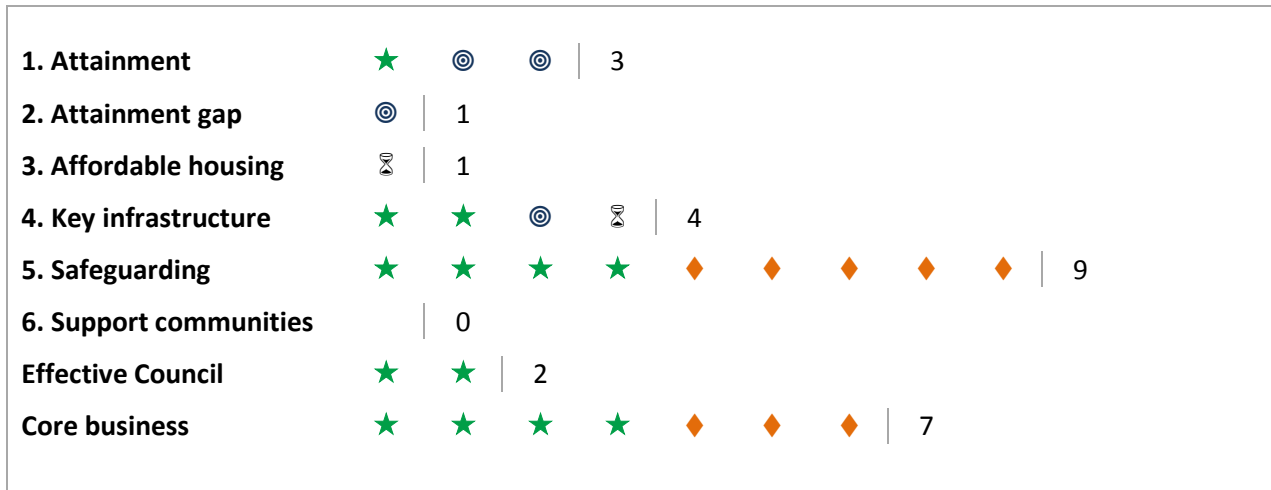 1. Attainment ★ ◎ ◎ | 3
2. Attainment gap ◎ | 1
3. Affordable housing ⌛ | 1
4. Key infrastructure ★ ★ ◎ ⌛ | 4
5. Safeguarding ★ ★ ★ ★ ♦ ♦ ♦ ♦ ♦ | 9
6. Support communities | 0
Effective Council ★ ★ | 2
Core business ★ ★ ★ ★ ♦ ♦ ♦ | 7